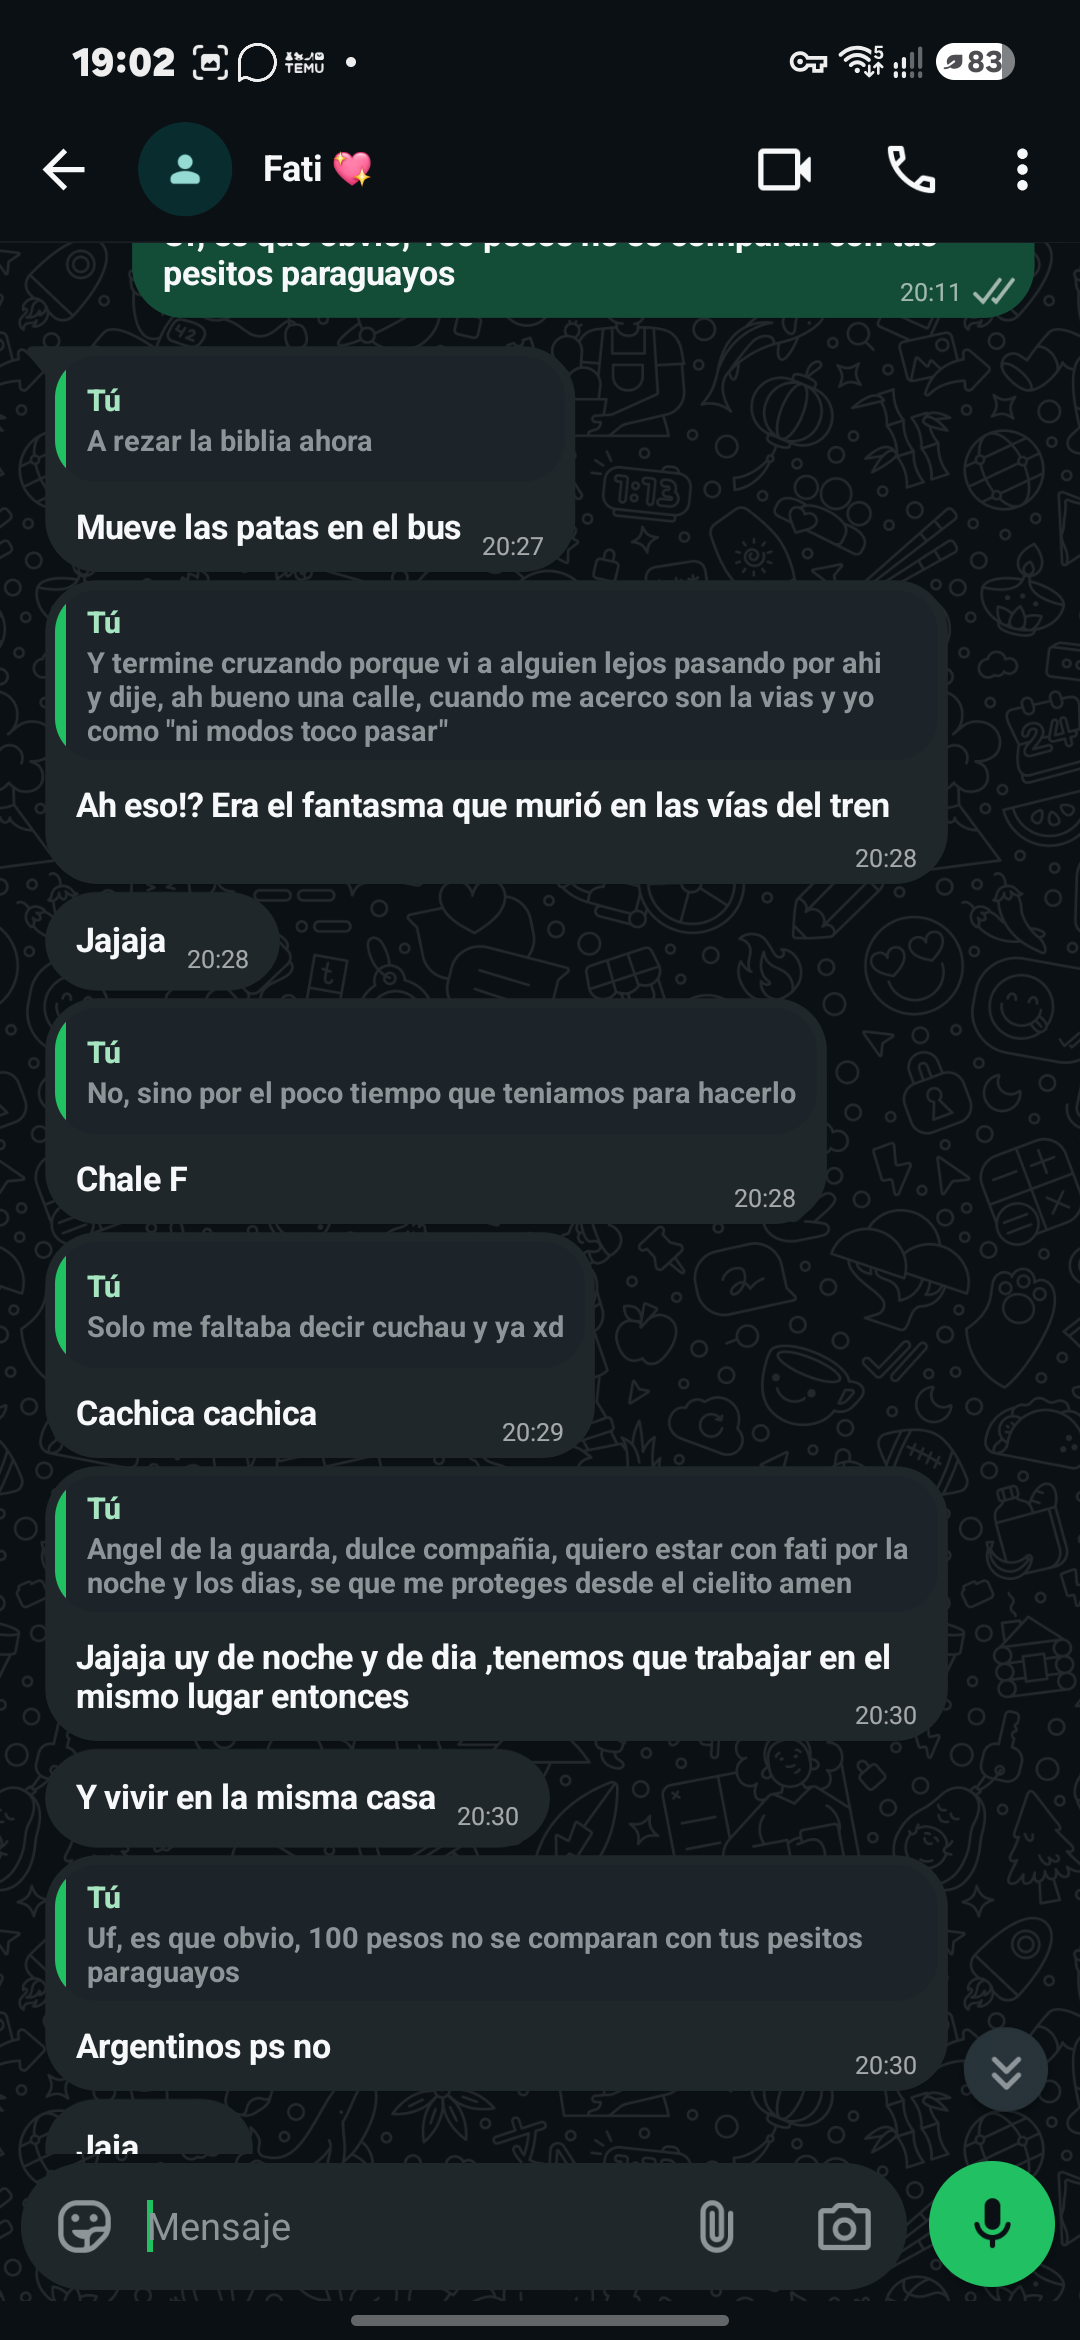 19:02
TEMU
5
83
Fati
pesitos paraguayos
20:11
Tú
A rezar la biblia ahora
Mueve las patas en el bus
20:27
Tú
Y termine cruzando porque vi a alguien lejos pasando por ahi
y dije, ah bueno una calle, cuando me acerco son la vias y yo
como "ni modos toco pasar"
Ah eso!? Era el fantasma que murió en las vías del tren
20:28
Jajaja
20:28
Tú
No, sino por el poco tiempo que teniamos para hacerlo
Chale F
20:28
Tú
Solo me faltaba decir cuchau y ya xd
Cachica cachica
20:29
Tú
Angel de la guarda, dulce compañia, quiero estar con fati por la
noche y los dias, se que me proteges desde el cielito amen
Jajaja uy de noche y de dia ,tenemos que trabajar en el
mismo lugar entonces
20:30
Y vivir en la misma casa
20:30
Tú
Uf, es que obvio, 100 pesos no se comparan con tus pesitos
paraguayos
Argentinos ps no
20:30
Jaja
Mensaje